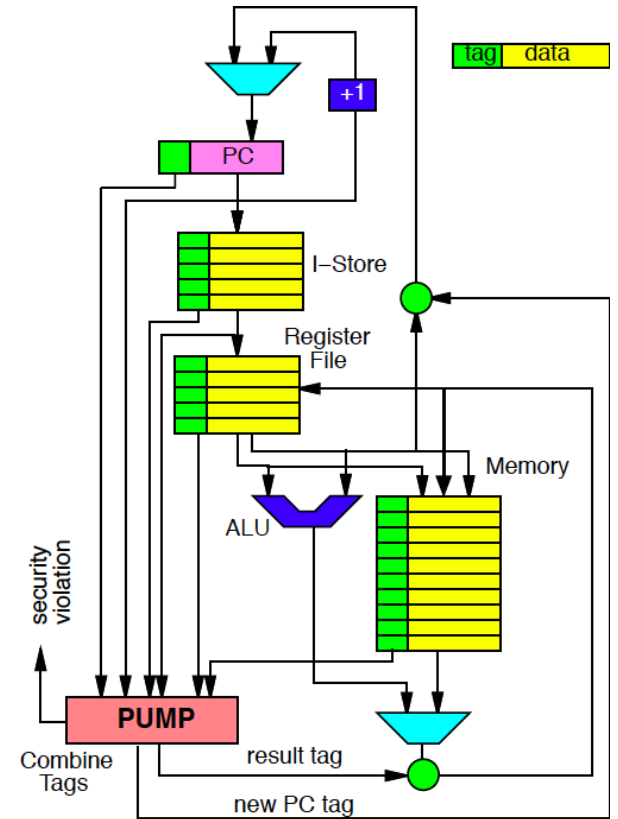 tag data
+1
PC
I-Store
Register
File
Memory
ALU
security
violation
PUMP
Combine
Tags
result tag
new PC tag